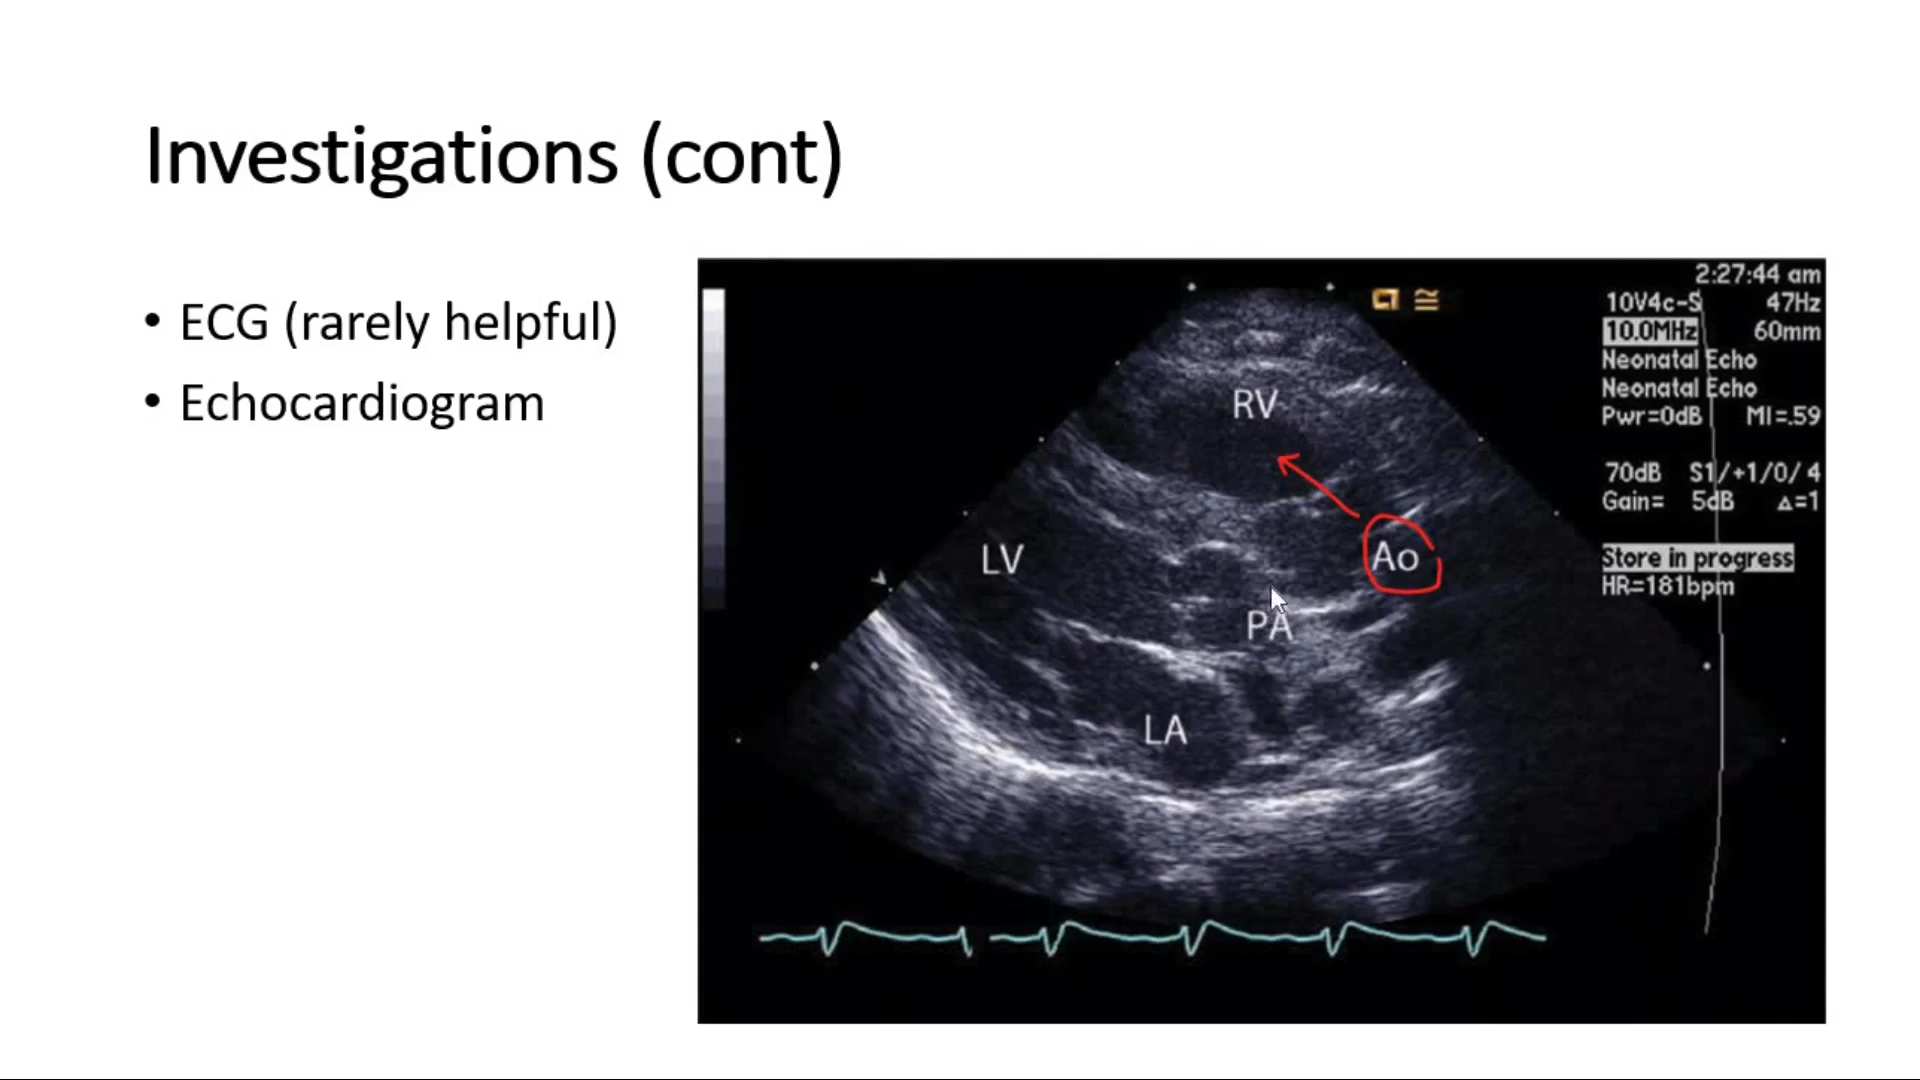 Investigations (cont)
• ECG (rarely helpful)
• Echocardiogram
2:27:44 am
10V4c-S 47Hz
10.0MHz 60mm
Neonatal Echo
Neonatal Echo
Pwr=0dB MI=.59
70dB S1/+1/0/4
Gain= 5dB Δ=1
Store in progress
HR=181bpm
RV
LV
Ao
PA
LA